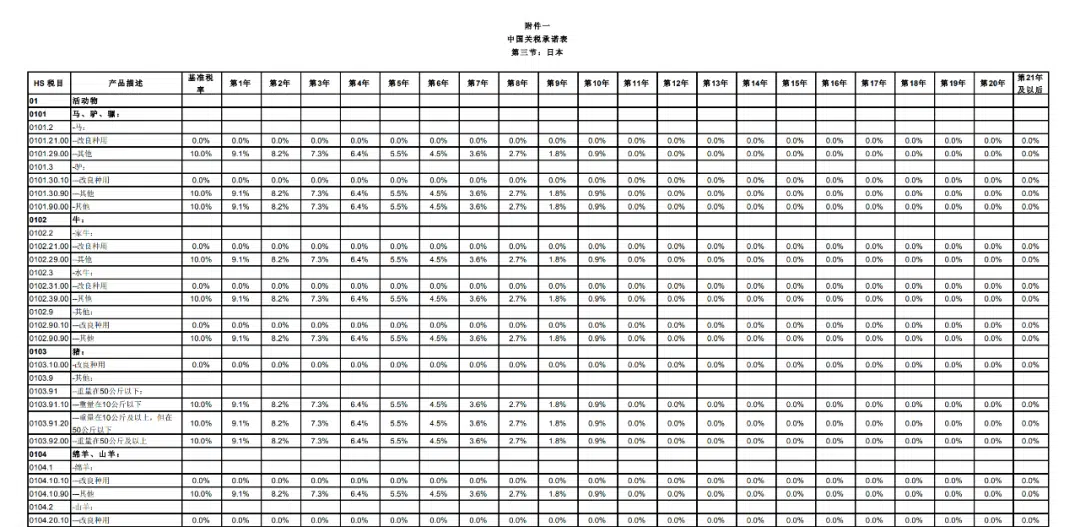 附件一
中国关税承诺表
第三节：日本
HS 税目 产品描述 基准税率 第1年 第2年 第3年 第4年 第5年 第6年 第7年 第8年 第9年 第10年 第11年 第12年 第13年 第14年 第15年 第16年 第17年 第18年 第19年 第20年 第21年及以后
01 活动物
0101 马、驴、骡：
0101.2 -马：
0101.21.00 --改良种用 0.0% 0.0% 0.0% 0.0% 0.0% 0.0% 0.0% 0.0% 0.0% 0.0% 0.0% 0.0% 0.0% 0.0% 0.0% 0.0% 0.0% 0.0% 0.0% 0.0% 0.0% 0.0%
0101.29.00 --其他 10.0% 9.1% 8.2% 7.3% 6.4% 5.5% 4.5% 3.6% 2.7% 1.8% 0.9% 0.0% 0.0% 0.0% 0.0% 0.0% 0.0% 0.0% 0.0% 0.0% 0.0% 0.0%
0101.3 -驴：
0101.30.10 ---改良种用 0.0% 0.0% 0.0% 0.0% 0.0% 0.0% 0.0% 0.0% 0.0% 0.0% 0.0% 0.0% 0.0% 0.0% 0.0% 0.0% 0.0% 0.0% 0.0% 0.0% 0.0% 0.0%
0101.30.90 ---其他 10.0% 9.1% 8.2% 7.3% 6.4% 5.5% 4.5% 3.6% 2.7% 1.8% 0.9% 0.0% 0.0% 0.0% 0.0% 0.0% 0.0% 0.0% 0.0% 0.0% 0.0% 0.0%
0101.90.00 -其他 10.0% 9.1% 8.2% 7.3% 6.4% 5.5% 4.5% 3.6% 2.7% 1.8% 0.9% 0.0% 0.0% 0.0% 0.0% 0.0% 0.0% 0.0% 0.0% 0.0% 0.0% 0.0%
0102 牛：
0102.2 -家牛：
0102.21.00 --改良种用 0.0% 0.0% 0.0% 0.0% 0.0% 0.0% 0.0% 0.0% 0.0% 0.0% 0.0% 0.0% 0.0% 0.0% 0.0% 0.0% 0.0% 0.0% 0.0% 0.0% 0.0% 0.0%
0102.29.00 --其他 10.0% 9.1% 8.2% 7.3% 6.4% 5.5% 4.5% 3.6% 2.7% 1.8% 0.9% 0.0% 0.0% 0.0% 0.0% 0.0% 0.0% 0.0% 0.0% 0.0% 0.0% 0.0%
0102.3 -水牛：
0102.31.00 --改良种用 0.0% 0.0% 0.0% 0.0% 0.0% 0.0% 0.0% 0.0% 0.0% 0.0% 0.0% 0.0% 0.0% 0.0% 0.0% 0.0% 0.0% 0.0% 0.0% 0.0% 0.0% 0.0%
0102.39.00 --其他 10.0% 9.1% 8.2% 7.3% 6.4% 5.5% 4.5% 3.6% 2.7% 1.8% 0.9% 0.0% 0.0% 0.0% 0.0% 0.0% 0.0% 0.0% 0.0% 0.0% 0.0% 0.0%
0102.9 -其他：
0102.90.10 ---改良种用 0.0% 0.0% 0.0% 0.0% 0.0% 0.0% 0.0% 0.0% 0.0% 0.0% 0.0% 0.0% 0.0% 0.0% 0.0% 0.0% 0.0% 0.0% 0.0% 0.0% 0.0% 0.0%
0102.90.90 ---其他 10.0% 9.1% 8.2% 7.3% 6.4% 5.5% 4.5% 3.6% 2.7% 1.8% 0.9% 0.0% 0.0% 0.0% 0.0% 0.0% 0.0% 0.0% 0.0% 0.0% 0.0% 0.0%
0103 猪：
0103.10.00 -改良种用 0.0% 0.0% 0.0% 0.0% 0.0% 0.0% 0.0% 0.0% 0.0% 0.0% 0.0% 0.0% 0.0% 0.0% 0.0% 0.0% 0.0% 0.0% 0.0% 0.0% 0.0% 0.0%
0103.9 -其他：
0103.91 --重量在50公斤以下：
0103.91.10 ---重量在10公斤以下 10.0% 9.1% 8.2% 7.3% 6.4% 5.5% 4.5% 3.6% 2.7% 1.8% 0.9% 0.0% 0.0% 0.0% 0.0% 0.0% 0.0% 0.0% 0.0% 0.0% 0.0% 0.0%
0103.91.20 ---重量在10公斤及以上，但在50公斤以下 10.0% 9.1% 8.2% 7.3% 6.4% 5.5% 4.5% 3.6% 2.7% 1.8% 0.9% 0.0% 0.0% 0.0% 0.0% 0.0% 0.0% 0.0% 0.0% 0.0% 0.0% 0.0%
0103.92.00 --重量在50公斤及以上 10.0% 9.1% 8.2% 7.3% 6.4% 5.5% 4.5% 3.6% 2.7% 1.8% 0.9% 0.0% 0.0% 0.0% 0.0% 0.0% 0.0% 0.0% 0.0% 0.0% 0.0% 0.0%
0104 绵羊、山羊：
0104.1 -绵羊：
0104.10.10 ---改良种用 0.0% 0.0% 0.0% 0.0% 0.0% 0.0% 0.0% 0.0% 0.0% 0.0% 0.0% 0.0% 0.0% 0.0% 0.0% 0.0% 0.0% 0.0% 0.0% 0.0% 0.0% 0.0%
0104.10.90 ---其他 10.0% 9.1% 8.2% 7.3% 6.4% 5.5% 4.5% 3.6% 2.7% 1.8% 0.9% 0.0% 0.0% 0.0% 0.0% 0.0% 0.0% 0.0% 0.0% 0.0% 0.0% 0.0%
0104.2 -山羊：
0104.20.10 ---改良种用 0.0% 0.0% 0.0% 0.0% 0.0% 0.0% 0.0% 0.0% 0.0% 0.0% 0.0% 0.0% 0.0% 0.0% 0.0% 0.0% 0.0% 0.0% 0.0% 0.0% 0.0% 0.0%